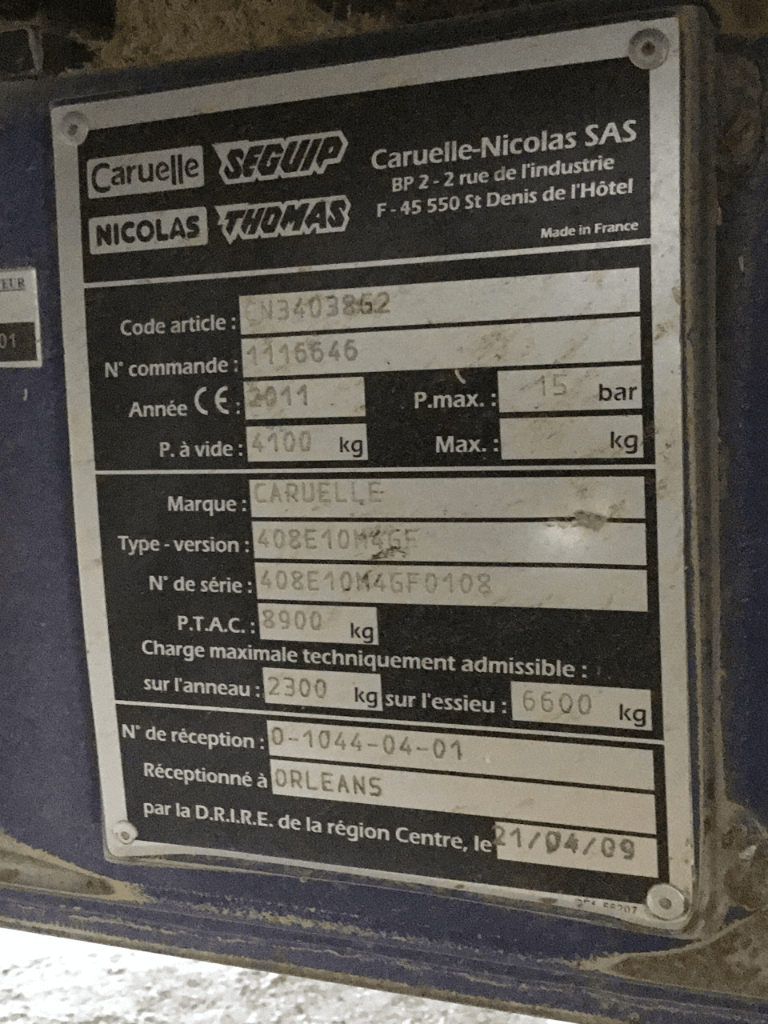 Caruelle SEGUIP
NICOLAS THOMAS
Caruelle-Nicolas SAS
BP 2 - 2 rue de l'industrie
F - 45 550 St Denis de l'Hôtel
Made in France
Code article : CN3403862
N° commande : 1116646
Année CE : 2011 P.max. : 15 bar
P. à vide : 4100 kg Max. : kg
Marque : CARUELLE
Type - version : 408E10M4GF
N° de série : 408E10M4GF0108
P.T.A.C. : 8900 kg
Charge maximale techniquement admissible :
sur l'anneau : 2300 kg sur l'essieu : 6600 kg
N° de réception : 0-1044-04-01
Réceptionné à ORLEANS
par la D.R.I.R.E. de la région Centre, le 21/04/09
01